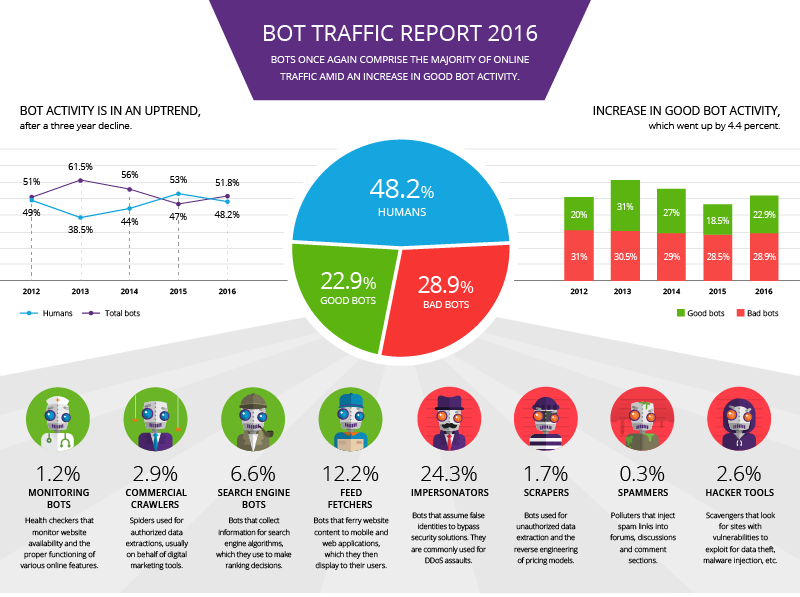 BOT TRAFFIC REPORT 2016
BOTS ONCE AGAIN COMPRISE THE MAJORITY OF ONLINE
TRAFFIC AMID AN INCREASE IN GOOD BOT ACTIVITY.
BOT ACTIVITY IS IN AN UPTREND,
after a three year decline.
51%
61.5%
56%
53%
51.8%
49%
38.5%
44%
47%
48.2%
2012
2013
2014
2015
2016
Humans
Total bots
48.2%
HUMANS
22.9%
GOOD BOTS
28.9%
BAD BOTS
INCREASE IN GOOD BOT ACTIVITY,
which went up by 4.4 percent.
20%
31%
27%
18.5%
22.9%
31%
30.5%
29%
28.5%
28.9%
2012
2013
2014
2015
2016
Good bots
Bad bots
1.2%
MONITORING
BOTS
Health checkers that
monitor website
availability and the
proper functioning of
various online features.
2.9%
COMMERCIAL
CRAWLERS
Spiders used for
authorized data
extractions, usually
on behalf of digital
marketing tools.
6.6%
SEARCH ENGINE
BOTS
Bots that collect
information for search
engine algorithms,
which they use to make
ranking decisions.
12.2%
FEED
FETCHERS
Bots that ferry website
content to mobile and
web applications,
which they then
display to their users.
24.3%
IMPERSONATORS
Bots that assume false
identities to bypass
security solutions. They
are commonly used for
DDoS assaults.
1.7%
SCRAPERS
Bots used for
unauthorized data
extraction and the
reverse engineering
of pricing models.
0.3%
SPAMMERS
Polluters that inject
spam links into
forums, discussions
and comment
sections.
2.6%
HACKER TOOLS
Scavengers that look
for sites with
vulnerabilities to
exploit for data theft,
malware injection, etc.